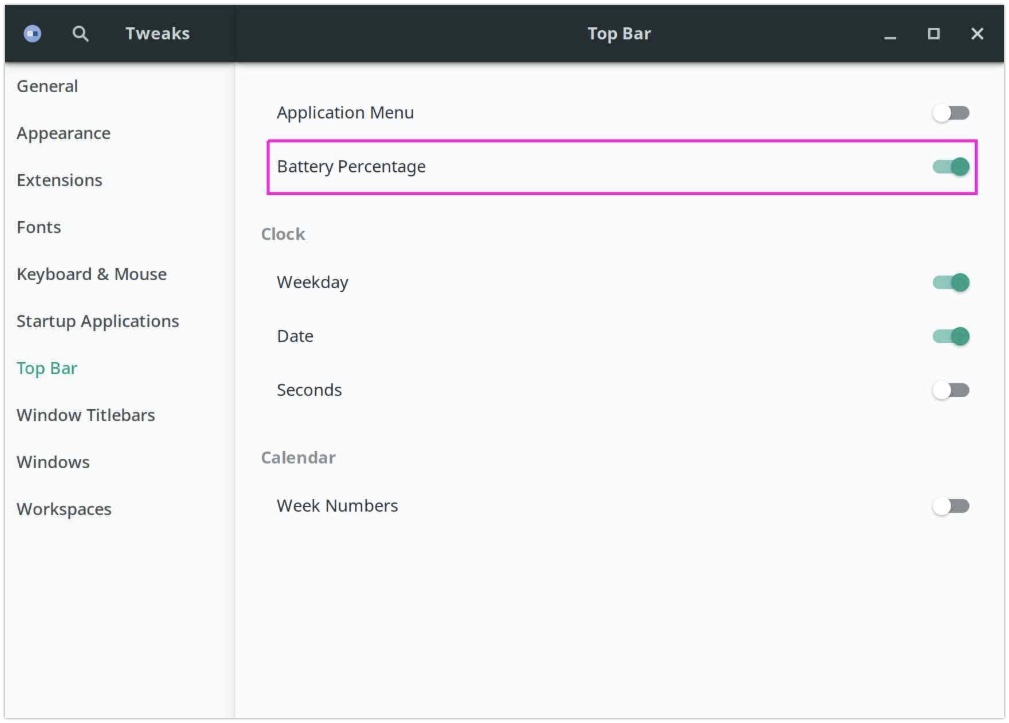 Tweaks
Top Bar
General
Appearance
Extensions
Fonts
Keyboard & Mouse
Startup Applications
Top Bar
Window Titlebars
Windows
Workspaces
Application Menu
Battery Percentage
Clock
Weekday
Date
Seconds
Calendar
Week Numbers